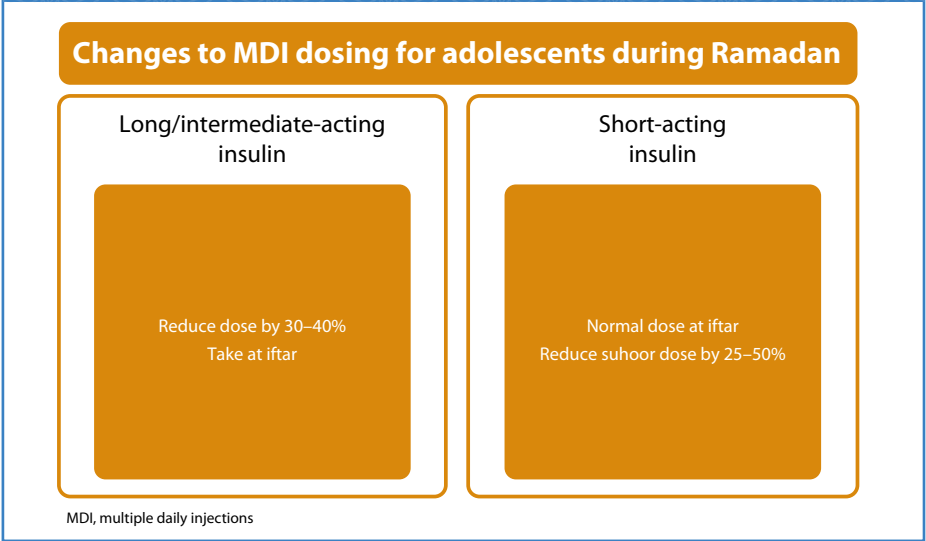 Changes to MDI dosing for adolescents during Ramadan
Long/intermediate-acting
insulin
Reduce dose by 30–40%
Take at iftar
Short-acting
insulin
Normal dose at iftar
Reduce suhoor dose by 25–50%
MDI, multiple daily injections